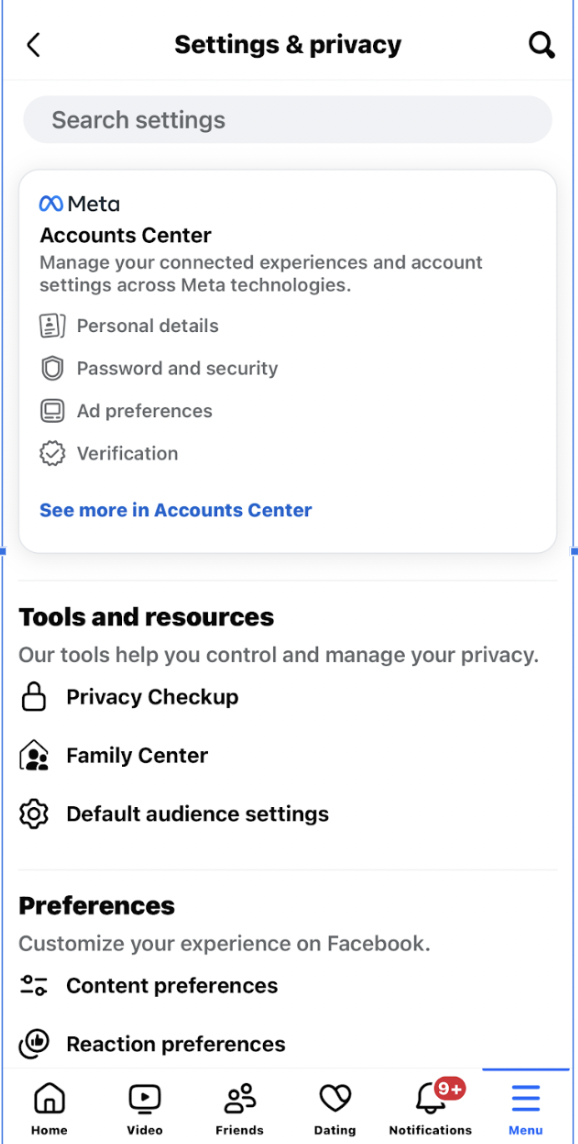 Settings & privacy
Search settings
Meta
Accounts Center
Manage your connected experiences and account
settings across Meta technologies.
Personal details
Password and security
Ad preferences
Verification
See more in Accounts Center
Tools and resources
Our tools help you control and manage your privacy.
Privacy Checkup
Family Center
Default audience settings
Preferences
Customize your experience on Facebook.
Content preferences
Reaction preferences
9+
Home
Video
Friends
Dating
Notifications
Menu